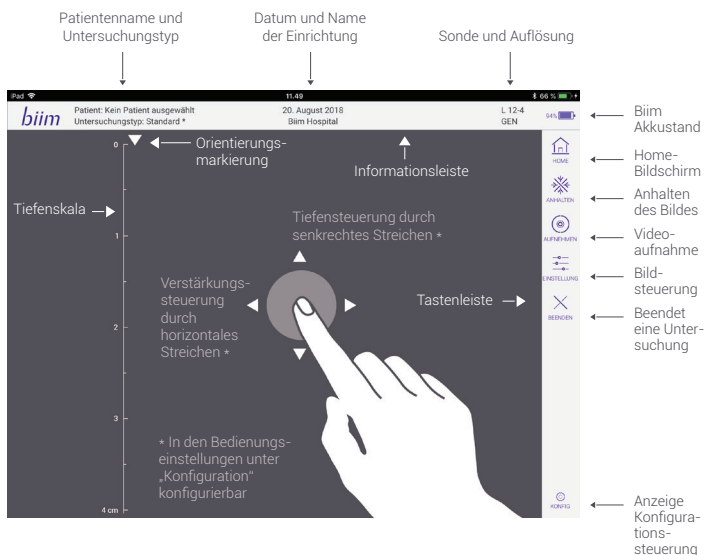 Patientenname und
Untersuchungstyp
Datum und Name
der Einrichtung
Sonde und Auflösung
iPad
11.49
66 %
biim
Patient: Kein Patient ausgewählt
Untersuchungstyp: Standard *
20. August 2018
Biim Hospital
L 12-4
GEN
94%
Biim
Akkustand
0
Orientierungs-
markierung
Informationsleiste
HOME
Home-
Bildschirm
ANHALTEN
Anhalten
des Bildes
Tiefenskala
1
Tiefensteuerung durch
senkrechtes Streichen *
AUFNEHMEN
Video-
aufnahme
EINSTELLUNG
Bild-
steuerung
Verstärkungs-
steuerung
durch
horizontales
Streichen *
Tastenleiste
BEENDEN
Beendet
eine Unter-
suchung
2
3
* In den Bedienungs-
einstellungen unter
„Konfiguration“
konfigurierbar
4 cm
KONFIG
Anzeige
Konfigura-
tions-
steuerung